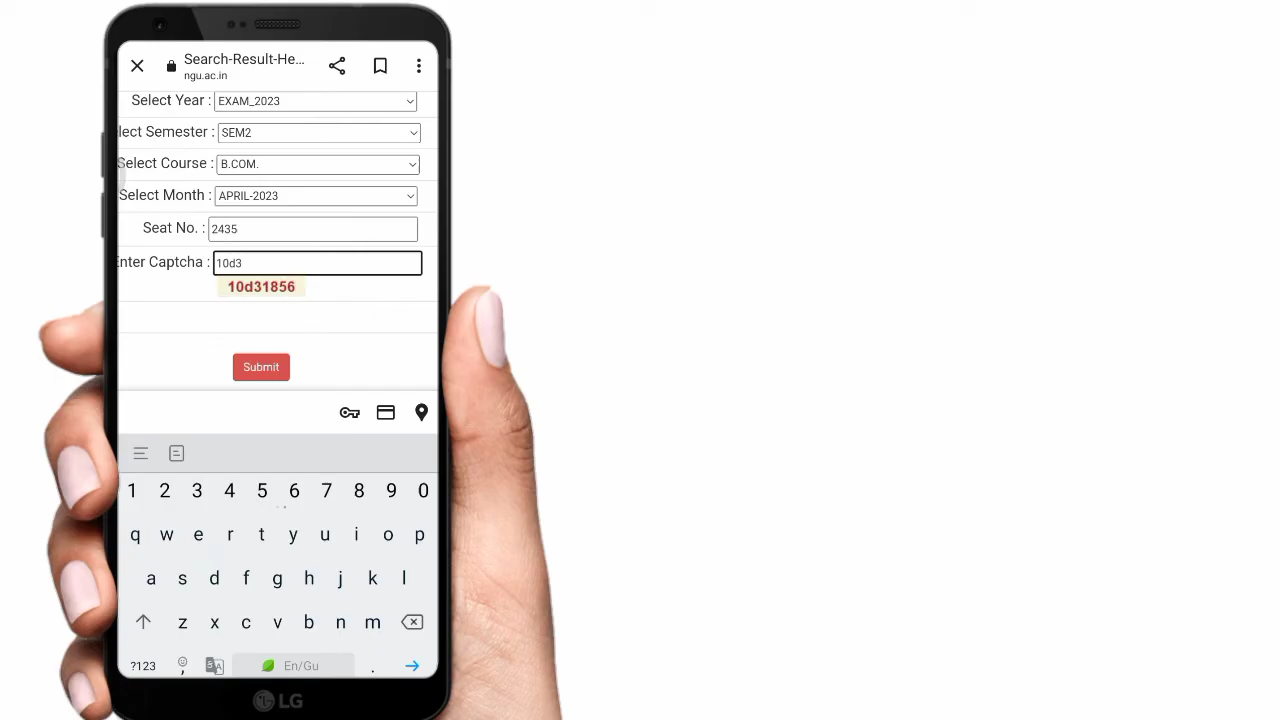 Search-Result-He...
ngu.ac.in
Select Year : EXAM_2023
lect Semester : SEM2
Select Course : B.COM.
Select Month : APRIL-2023
Seat No. : 2435
Enter Captcha : 10d3
10d31856
Submit
1 2 3 4 5 6 7 8 9 0
q w e r t y u i o p
a s d f g h j k l
z x c v b n m
?123 , En/Gu .
LG